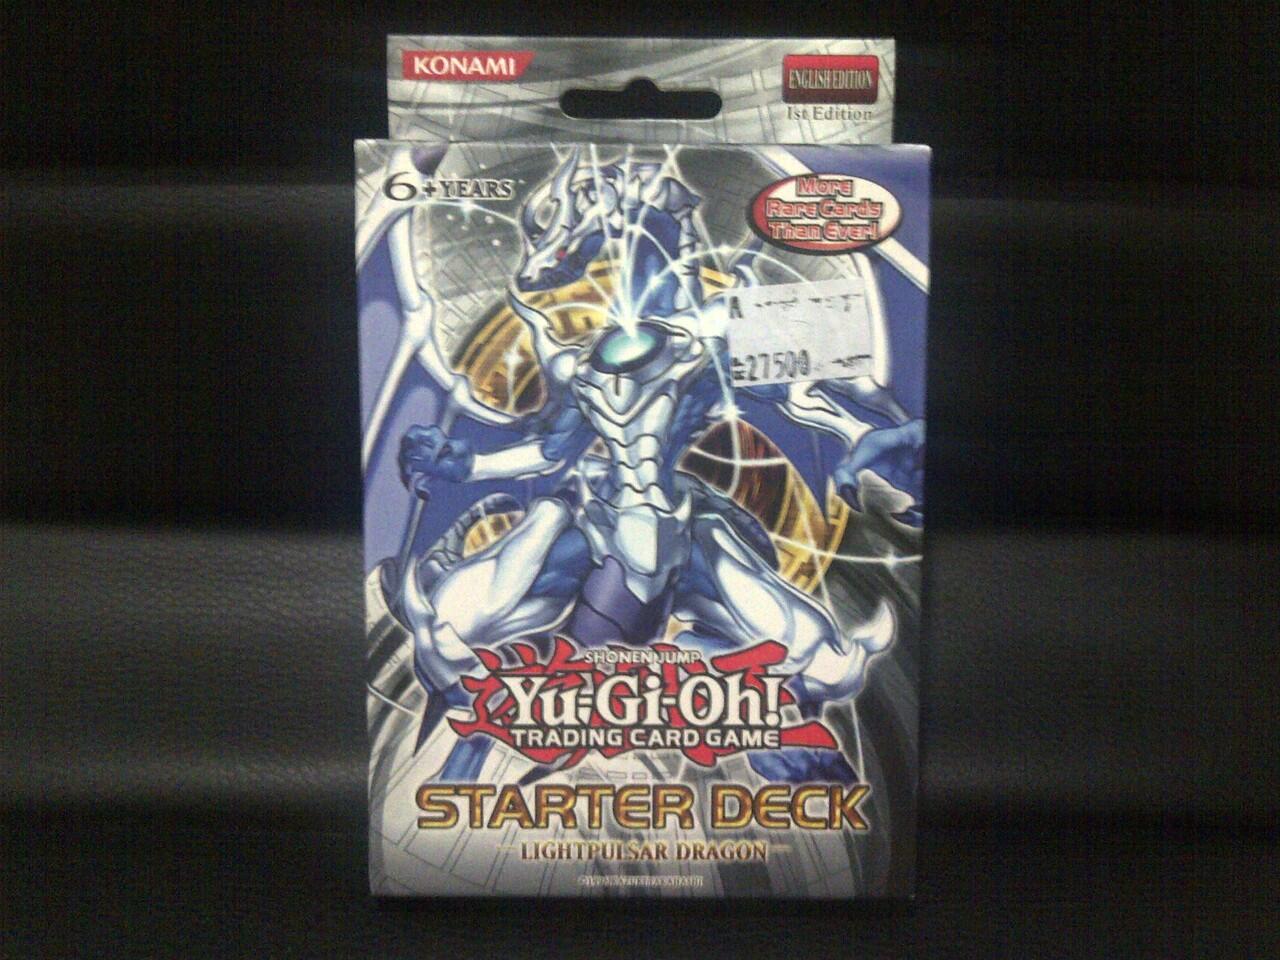 KONAMI
ENGLISH EDITION
1st Edition
6+YEARS
More
Rare Cards
Than Ever!
A
27500
SHONEN JUMP
Yu-Gi-Oh!
TRADING CARD GAME
STARTER DECK
LIGHTPULSAR DRAGON